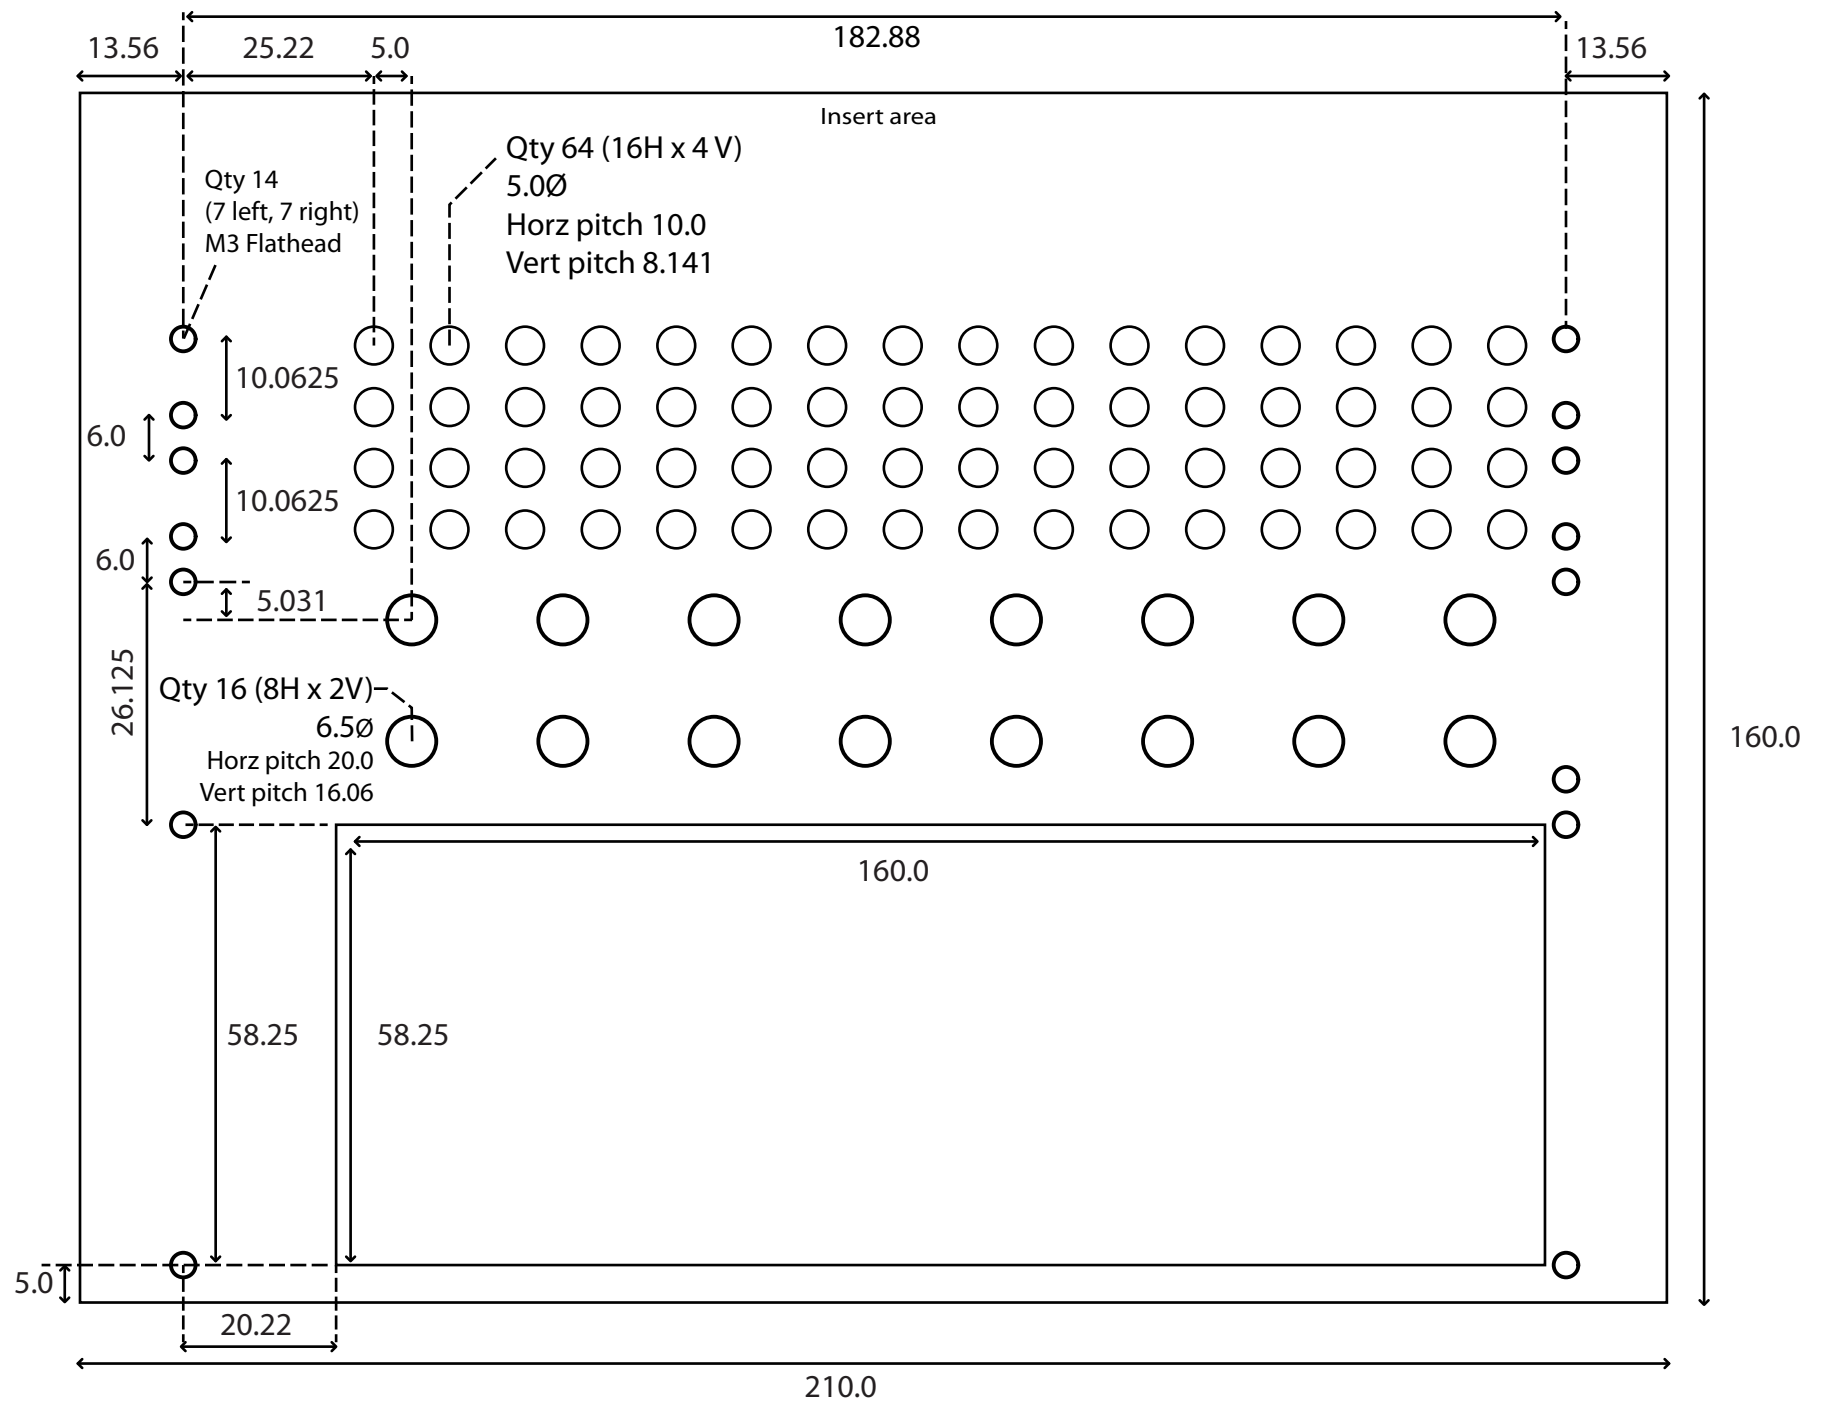 182.88
13.56
25.22
5.0
13.56
Insert area
Qty 64 (16H x 4 V)
5.0Ø
Horz pitch 10.0
Vert pitch 8.141
Qty 14
(7 left, 7 right)
M3 Flathead
10.0625
6.0
10.0625
6.0
5.031
26.125
Qty 16 (8H x 2V)
6.5Ø
Horz pitch 20.0
Vert pitch 16.06
160.0
160.0
58.25
58.25
5.0
20.22
210.0